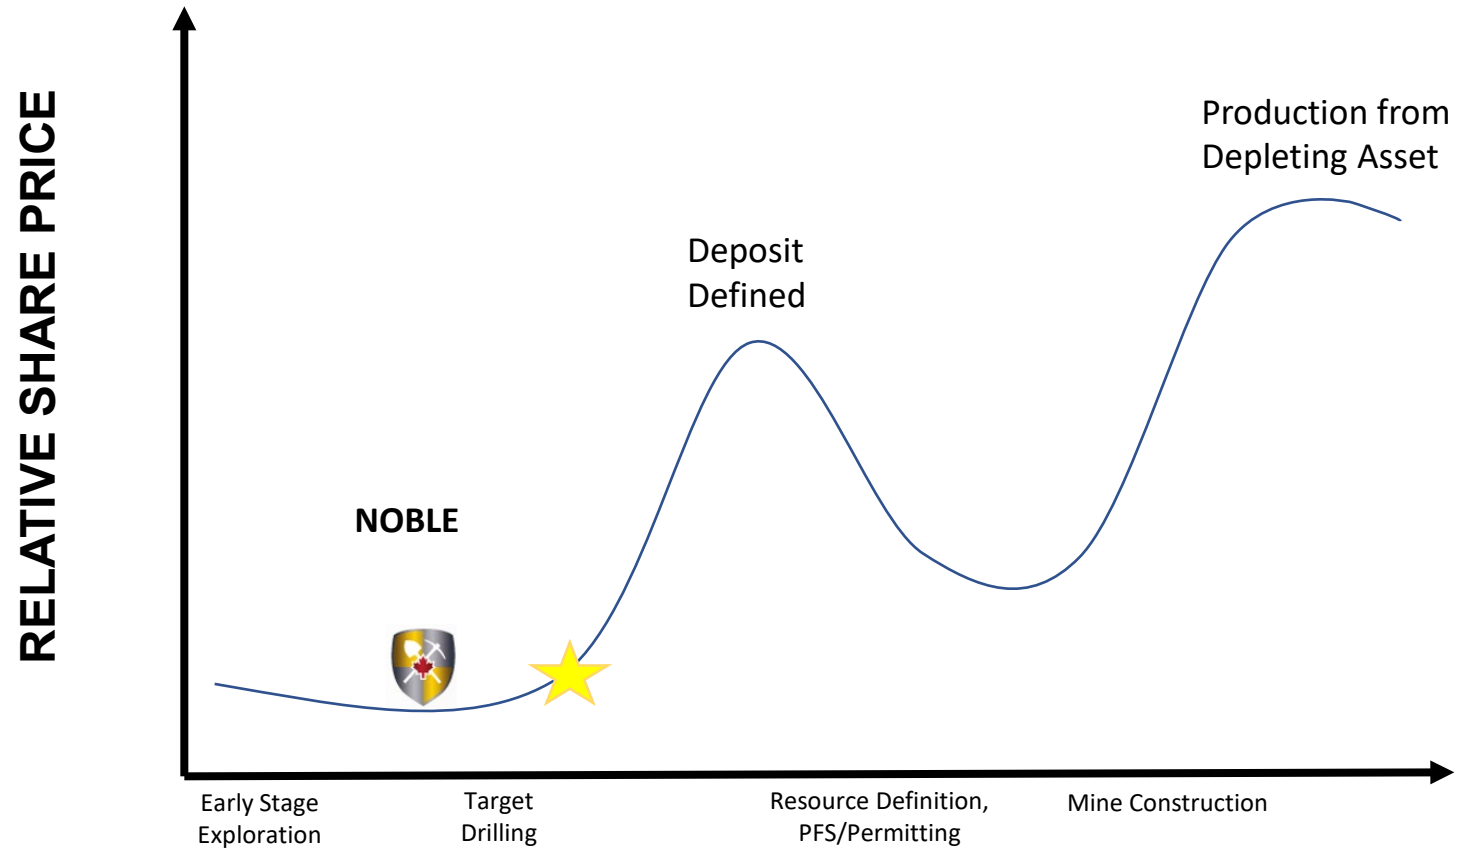 RELATIVE SHARE PRICE
Production from
Depleting Asset
Deposit
Defined
NOBLE
Early Stage
Exploration
Target
Drilling
Resource Definition,
PFS/Permitting
Mine Construction